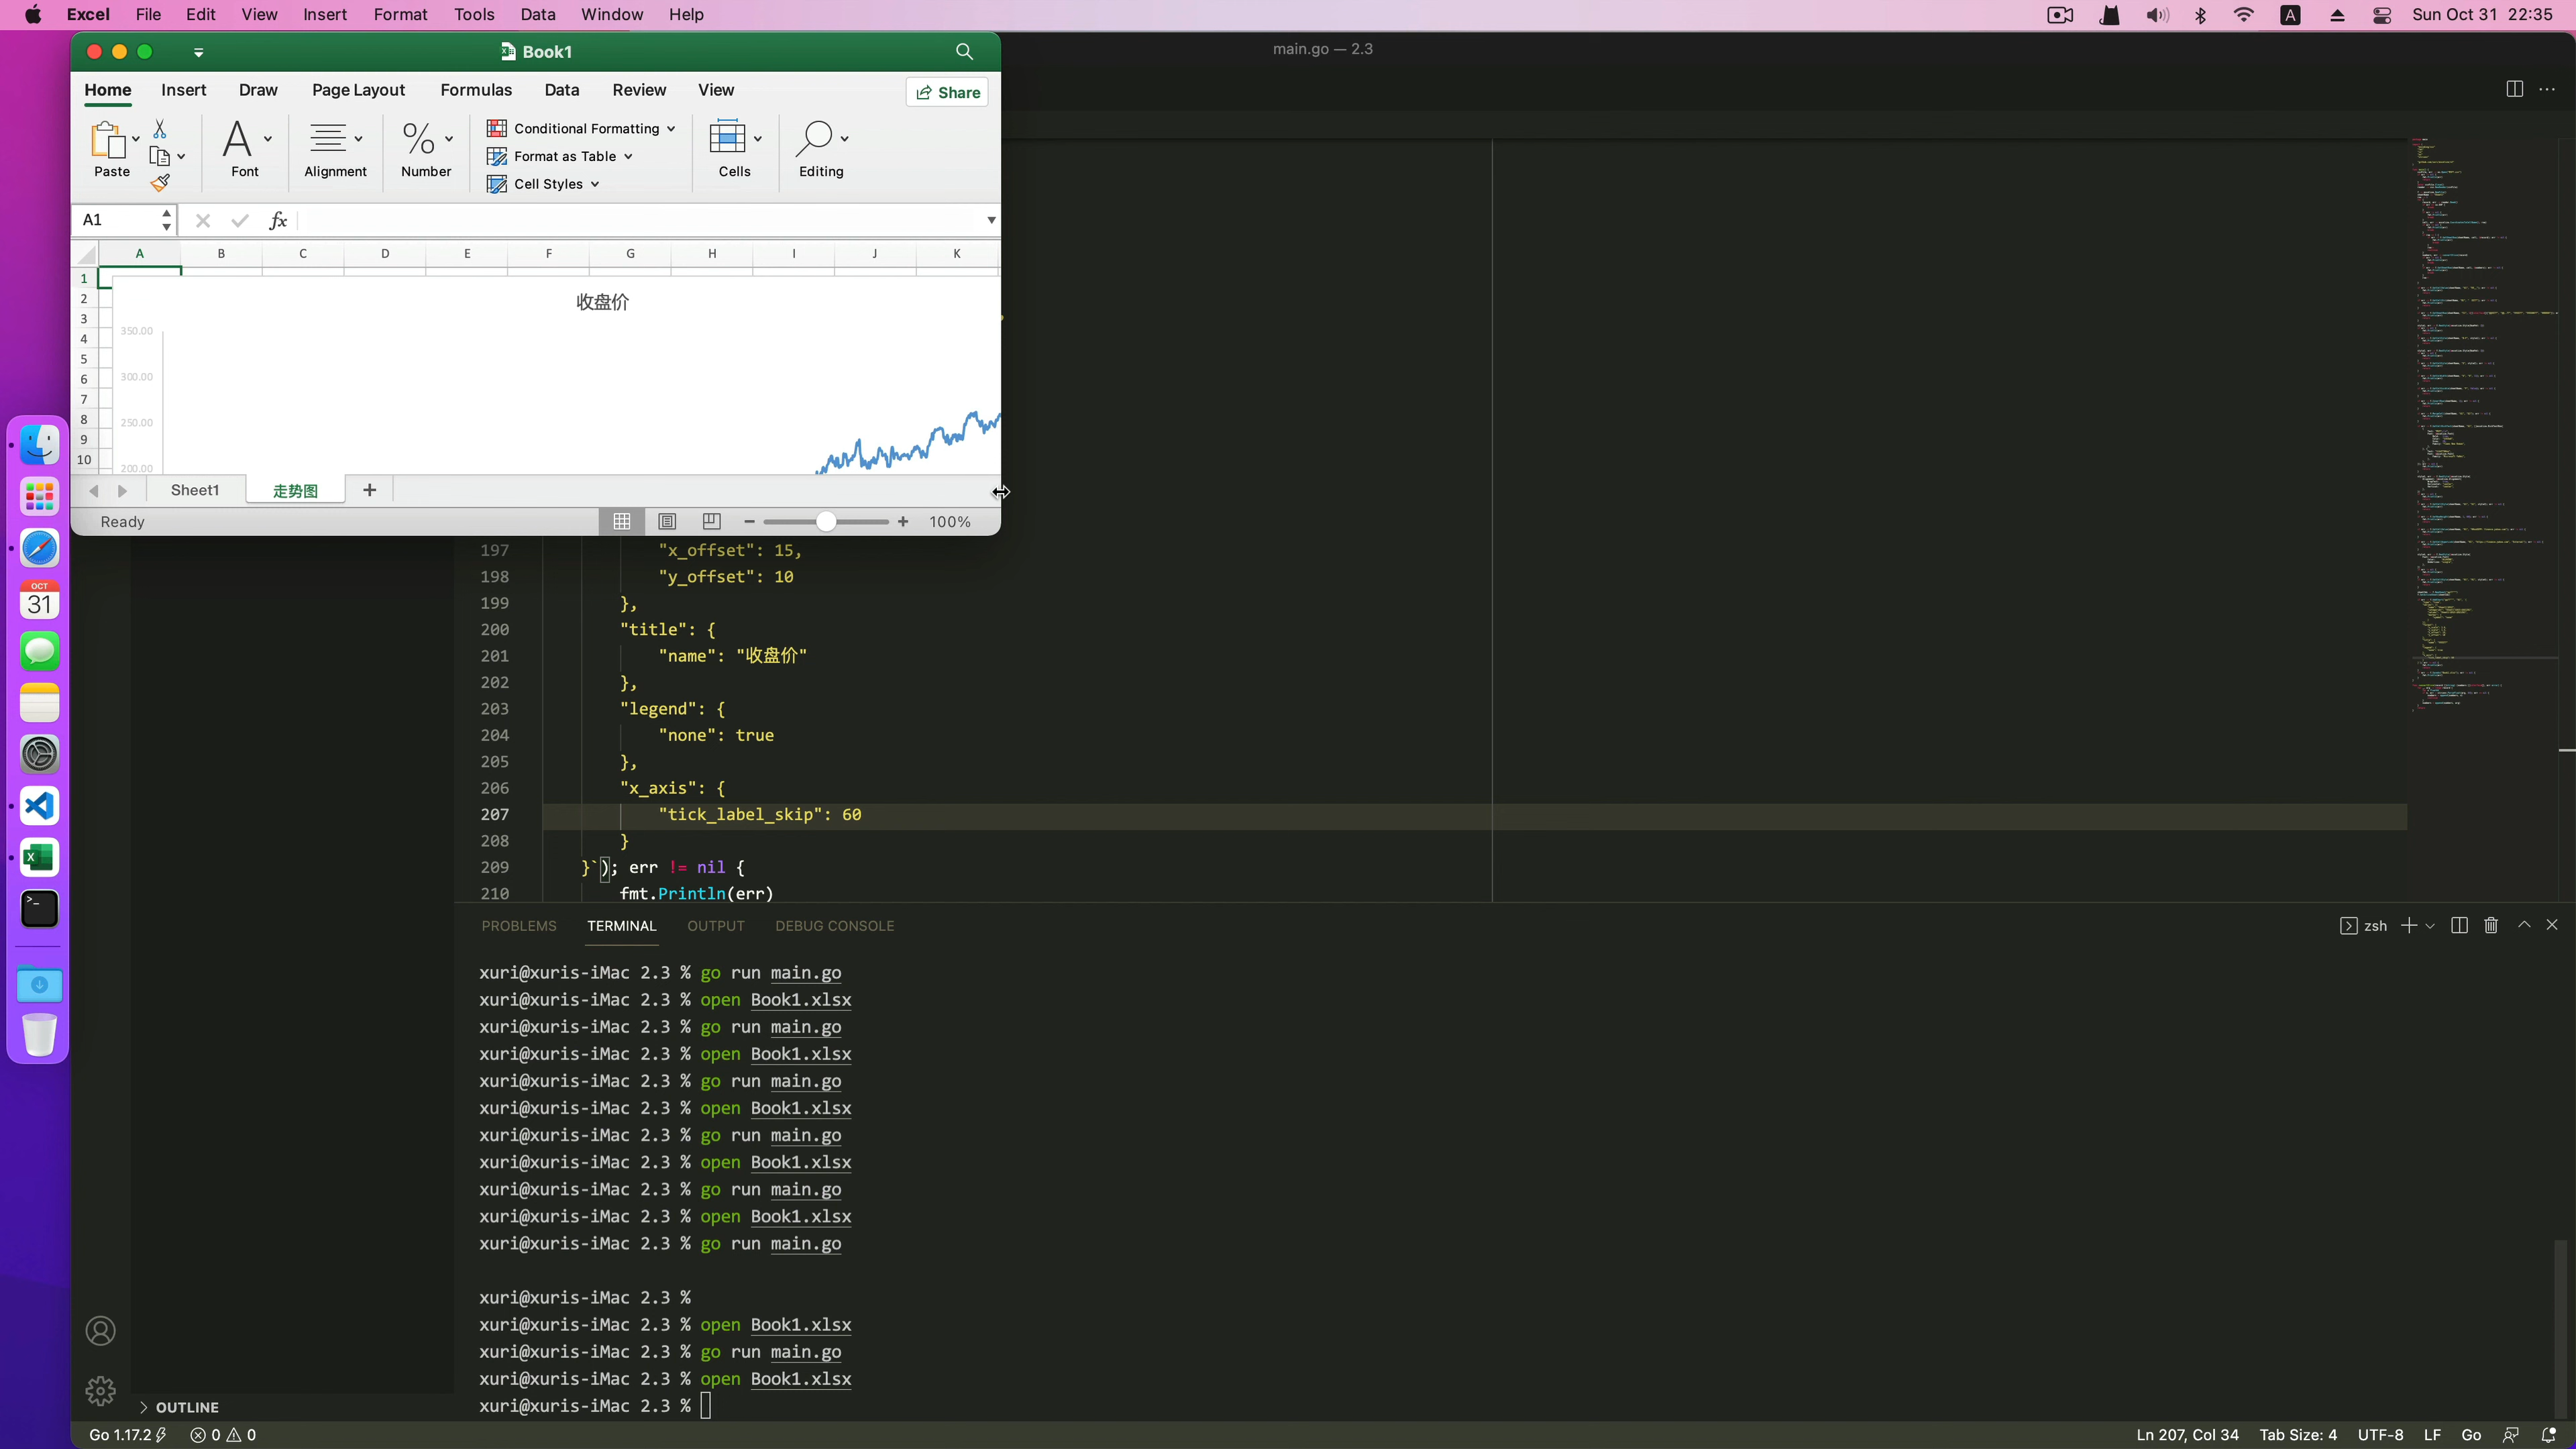 Excel File Edit View Insert Format Tools Data Window Help
A Sun Oct 31 22:35
Book1
main.go — 2.3
Home Insert Draw Page Layout Formulas Data Review View Share
Paste Font Alignment Number
Conditional Formatting
Format as Table
Cell Styles
Cells Editing
A1 fx
A B C D E F G H I J K
1
2
3
4
5
6
7
8
9
10
收盘价
350.00
300.00
250.00
200.00
Sheet1 走势图 +
Ready 100%
OCT
31
197 "x_offset": 15,
198 "y_offset": 10
199 },
200 "title": {
201 "name": "收盘价"
202 },
203 "legend": {
204 "none": true
205 },
206 "x_axis": {
207 "tick_label_skip": 60
208 }
209 }`); err != nil {
210 fmt.Println(err)
PROBLEMS TERMINAL OUTPUT DEBUG CONSOLE zsh
xuri@xuris-iMac 2.3 % go run main.go
xuri@xuris-iMac 2.3 % open Book1.xlsx
xuri@xuris-iMac 2.3 % go run main.go
xuri@xuris-iMac 2.3 % open Book1.xlsx
xuri@xuris-iMac 2.3 % go run main.go
xuri@xuris-iMac 2.3 % open Book1.xlsx
xuri@xuris-iMac 2.3 % go run main.go
xuri@xuris-iMac 2.3 % open Book1.xlsx
xuri@xuris-iMac 2.3 % go run main.go
xuri@xuris-iMac 2.3 % open Book1.xlsx
xuri@xuris-iMac 2.3 % go run main.go
xuri@xuris-iMac 2.3 %
xuri@xuris-iMac 2.3 % open Book1.xlsx
xuri@xuris-iMac 2.3 % go run main.go
xuri@xuris-iMac 2.3 % open Book1.xlsx
xuri@xuris-iMac 2.3 %
OUTLINE
Go 1.17.2 0 0 Ln 207, Col 34 Tab Size: 4 UTF-8 LF Go